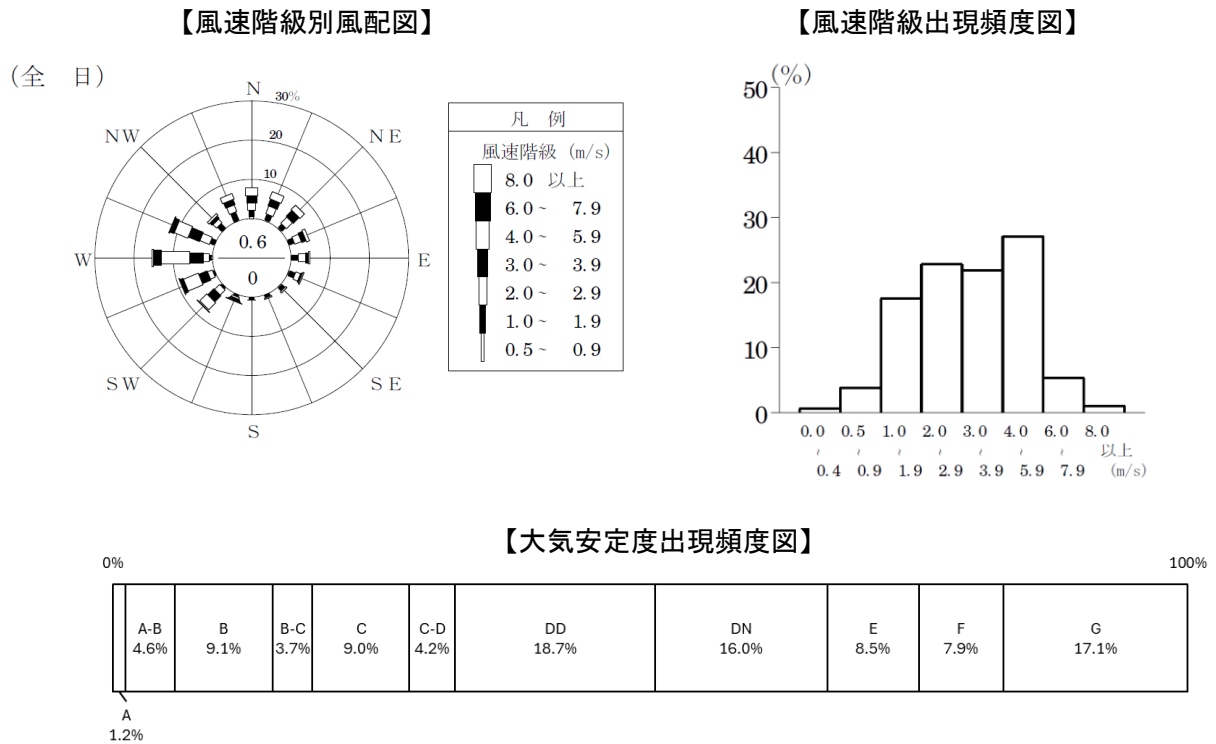 【風速階級別風配図】
(全　日)
N
30%
20
10
NW
NE
W
E
0.6
0
SW
SE
S
凡　例
風速階級 (m/s)
8.0 以上
6.0～ 7.9
4.0～ 5.9
3.0～ 3.9
2.0～ 2.9
1.0～ 1.9
0.5～ 0.9
【風速階級出現頻度図】
(%)
50
40
30
20
10
0
0.0 0.5 1.0 2.0 3.0 4.0 6.0 8.0
～ ～ ～ ～ ～ ～ ～ 以上
0.4 0.9 1.9 2.9 3.9 5.9 7.9 (m/s)
【大気安定度出現頻度図】
0% 100%
A-B B B-C C C-D DD DN E F G
4.6% 9.1% 3.7% 9.0% 4.2% 18.7% 16.0% 8.5% 7.9% 17.1%
A
1.2%